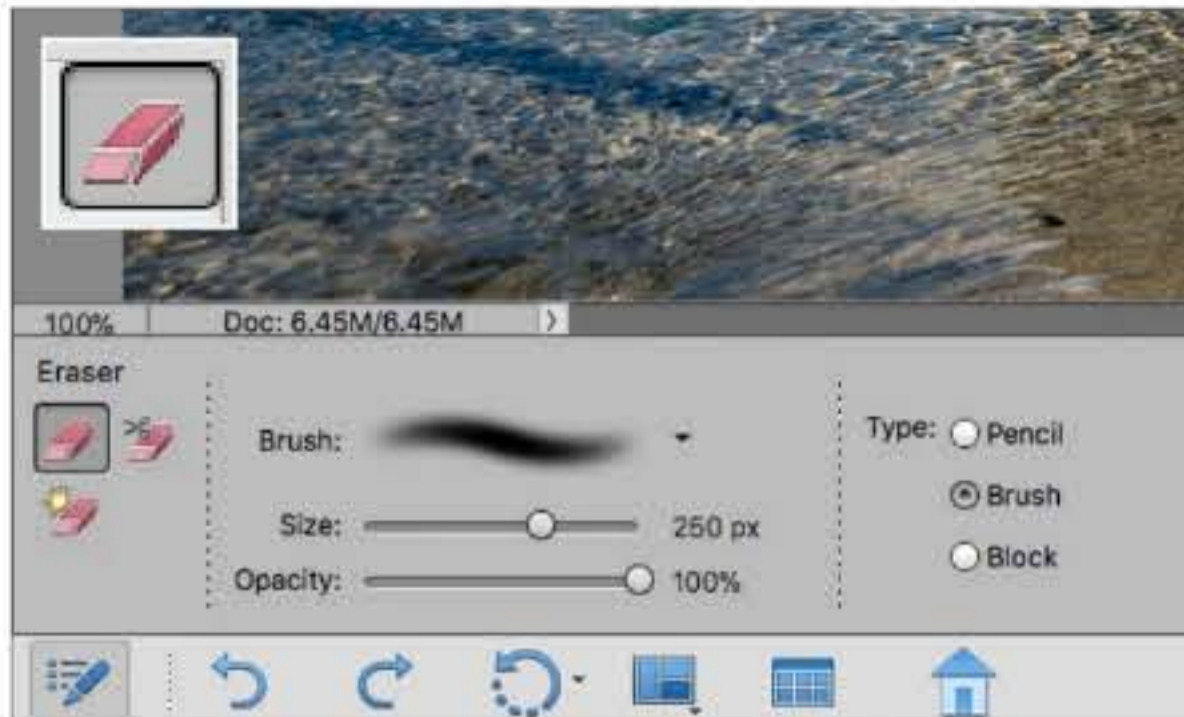 100% Doc: 6.45M/6.45M >
Eraser
Brush:
Size: 250 px
Opacity: 100%
Type: Pencil
Brush
Block